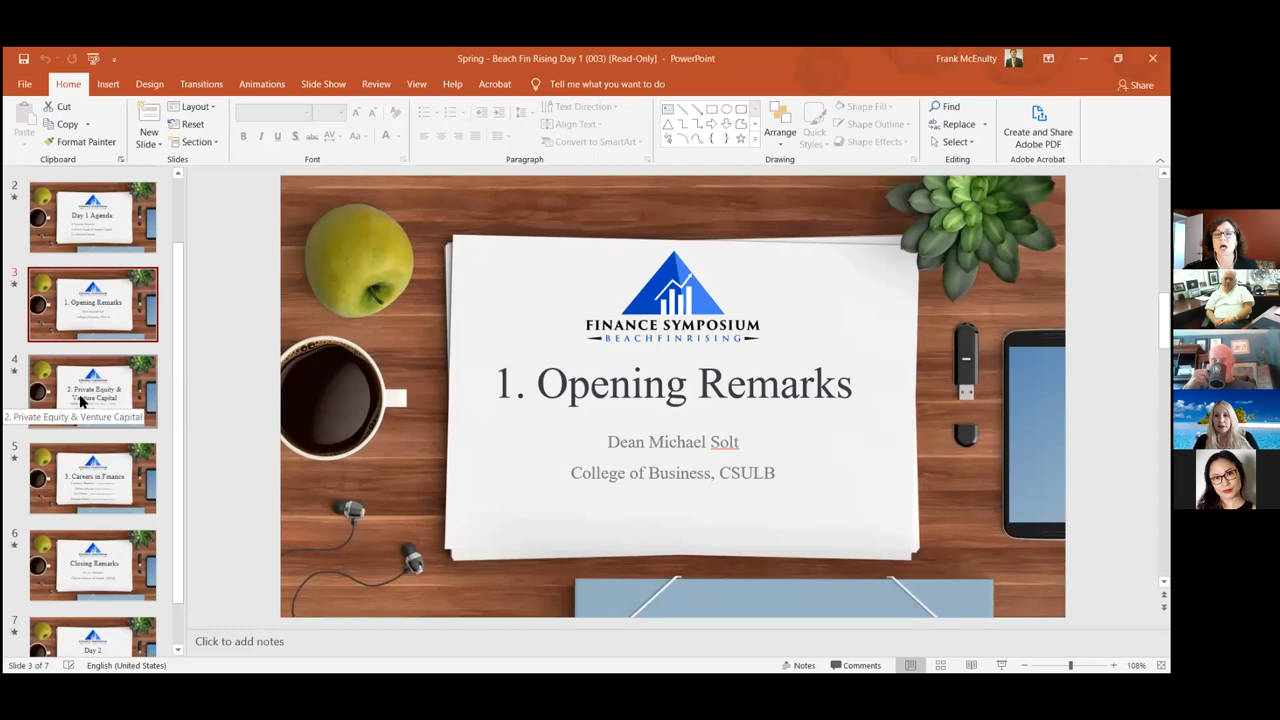 Spring - Beach Fin Rising Day 1 (003) [Read-Only] - PowerPoint
Frank McEnulty
File Home Insert Design Transitions Animations Slide Show Review View Help Acrobat Tell me what you want to do
Share
Cut
Copy
Format Painter
Paste
Clipboard
New
Slide
Layout
Reset
Section
Slides
Font
Text Direction
Align Text
Convert to SmartArt
Paragraph
Arrange
Quick
Styles
Shape Fill
Shape Outline
Shape Effects
Drawing
Find
Replace
Select
Editing
Create and Share
Adobe PDF
Adobe Acrobat
2
Day 1 Agenda:
3
1. Opening Remarks
4
2. Private Equity &
Venture Capital
2. Private Equity & Venture Capital
5
3. Careers in Finance
6
Closing Remarks
7
Day 2
FINANCE SYMPOSIUM
BEACHFINRISING
1. Opening Remarks
Dean Michael Solt
College of Business, CSULB
Click to add notes
Slide 3 of 7
English (United States)
Notes
Comments
108%